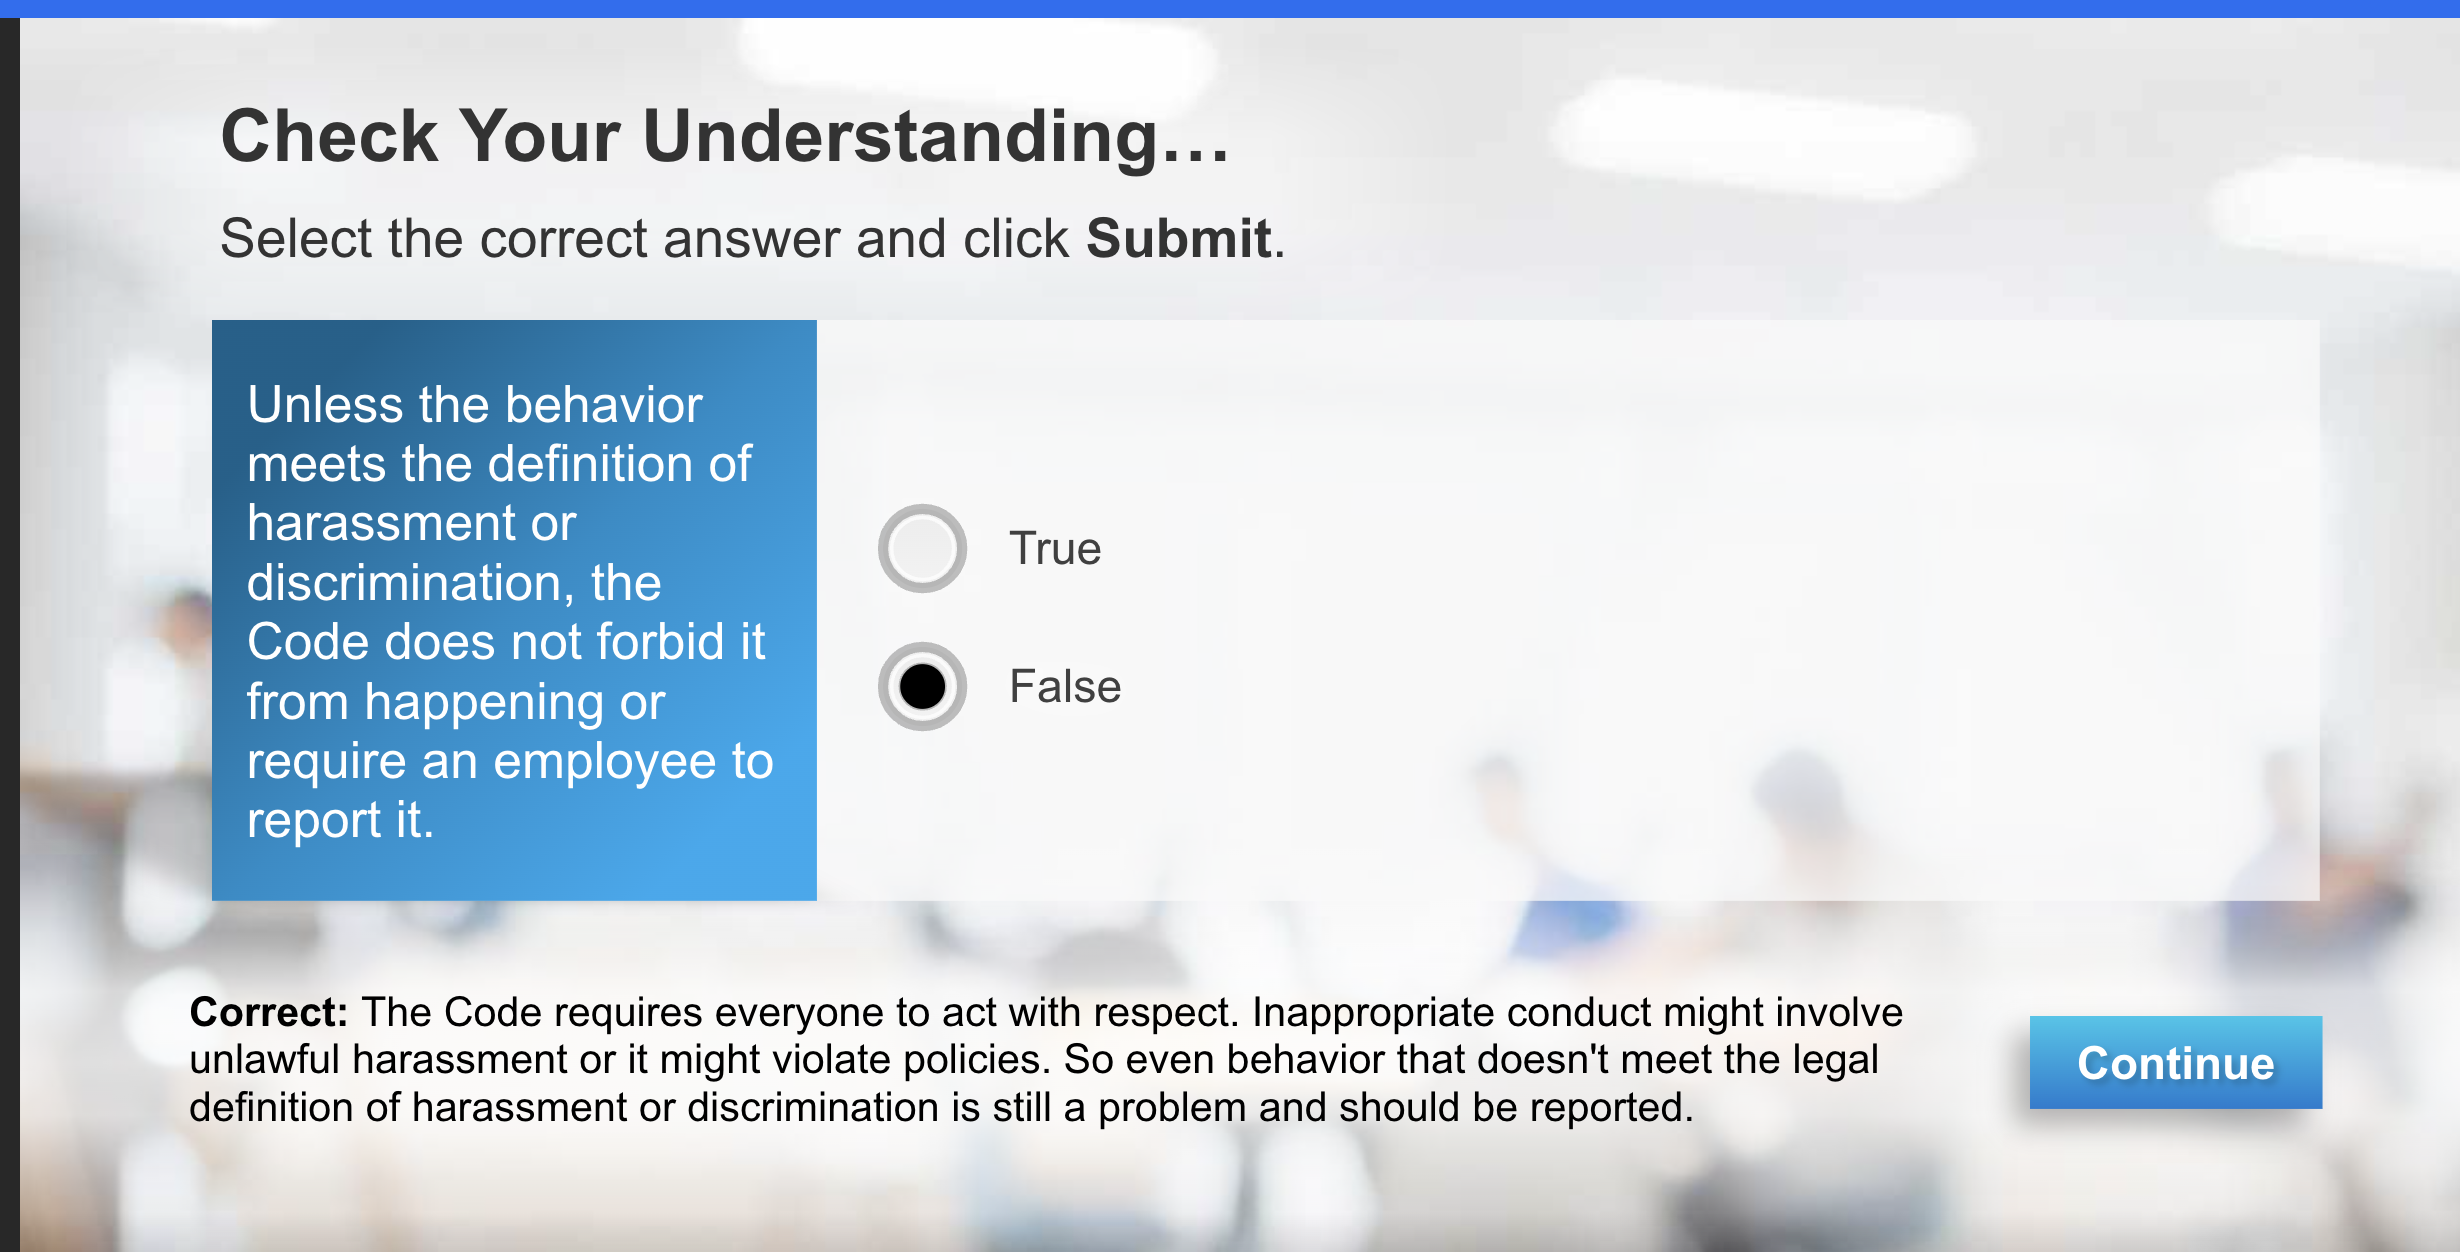 Check Your Understanding…
Select the correct answer and click Submit.
Unless the behavior
meets the definition of
harassment or
discrimination, the
Code does not forbid it
from happening or
require an employee to
report it.
True
False
Correct: The Code requires everyone to act with respect. Inappropriate conduct might involve
unlawful harassment or it might violate policies. So even behavior that doesn't meet the legal
definition of harassment or discrimination is still a problem and should be reported.
Continue